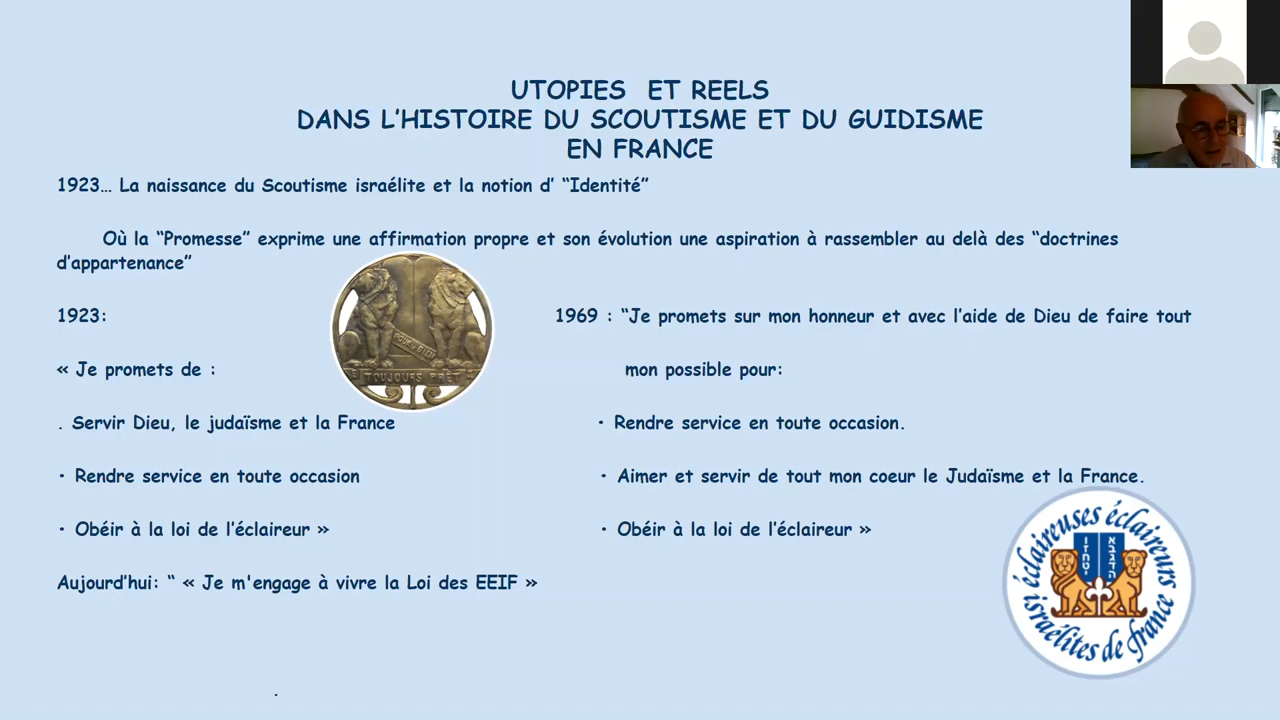 UTOPIES ET REELS
DANS L'HISTOIRE DU SCOUTISME ET DU GUIDISME
EN FRANCE
1923… La naissance du Scoutisme israélite et la notion d' “Identité”
Où la “Promesse” exprime une affirmation propre et son évolution une aspiration à rassembler au delà des “doctrines
d'appartenance”
1923:
« Je promets de :
. Servir Dieu, le judaïsme et la France
· Rendre service en toute occasion
· Obéir à la loi de l'éclaireur »
Aujourd'hui: “ « Je m'engage à vivre la Loi des EEIF »
TOUJOURS PRÊT
1969 : “Je promets sur mon honneur et avec l'aide de Dieu de faire tout
mon possible pour:
· Rendre service en toute occasion.
· Aimer et servir de tout mon coeur le Judaïsme et la France.
· Obéir à la loi de l'éclaireur »
éclaireuses éclaireurs
israélites de france
.